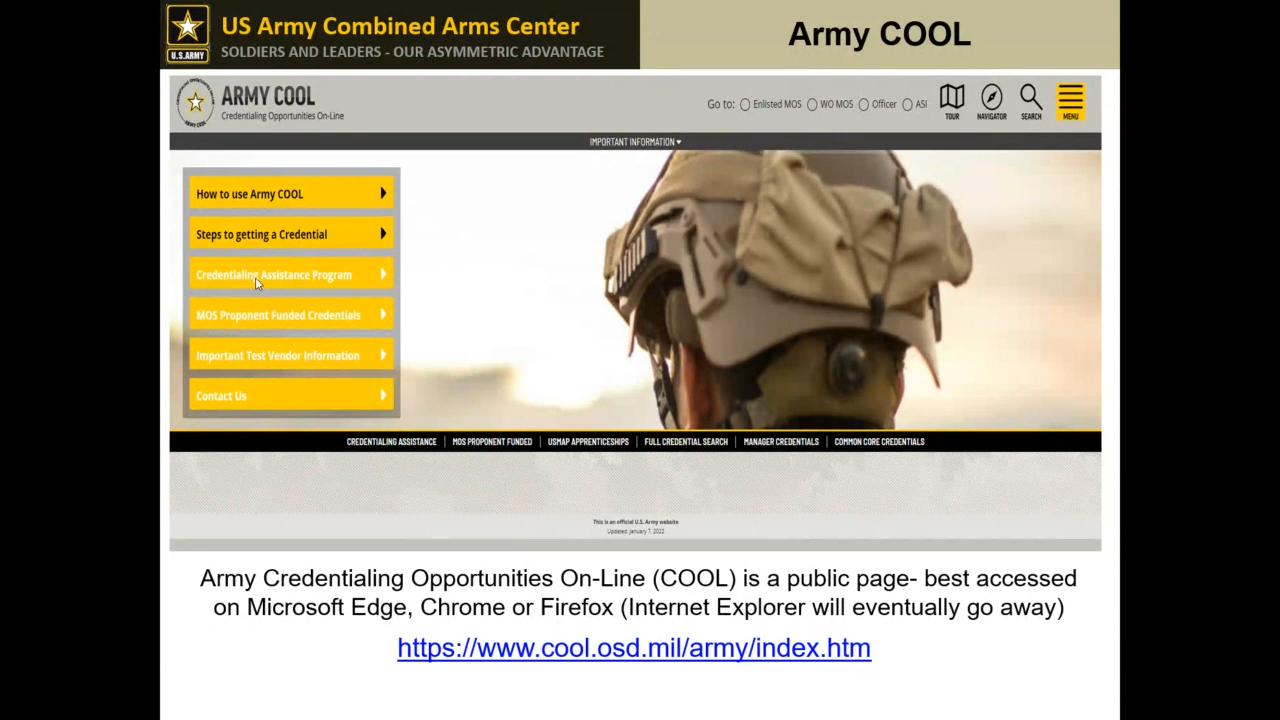 US Army Combined Arms Center
SOLDIERS AND LEADERS - OUR ASYMMETRIC ADVANTAGE
U.S.ARMY
Army COOL
ARMY COOL
Credentialing Opportunities On-Line
Go to: Enlisted MOS WO MOS Officer ASI
TOUR NAVIGATOR SEARCH MENU
IMPORTANT INFORMATION
How to use Army COOL
Steps to getting a Credential
Credentialing Assistance Program
MOS Proponent Funded Credentials
Important Test Vendor Information
Contact Us
CREDENTIALING ASSISTANCE MOS PROPONENT FUNDED USMAP APPRENTICESHIPS FULL CREDENTIAL SEARCH MANAGER CREDENTIALS COMMON CORE CREDENTIALS
This is an official U.S. Army website
Updated: January 7, 2022
Army Credentialing Opportunities On-Line (COOL) is a public page- best accessed
on Microsoft Edge, Chrome or Firefox (Internet Explorer will eventually go away)
https://www.cool.osd.mil/army/index.htm